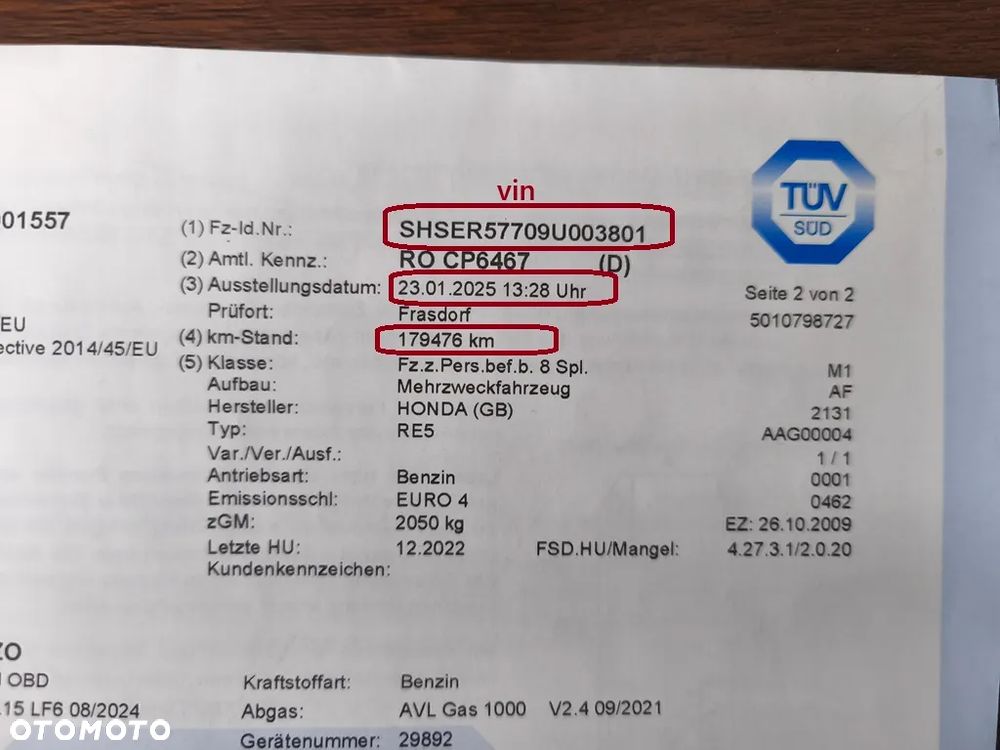 vin
01557
(1) Fz-Id.Nr.: SHSER57709U003801
(2) Amtl. Kennz.: RO CP6467 (D)
(3) Ausstellungsdatum: 23.01.2025 13:28 Uhr
Seite 2 von 2
Prüfort: Frasdorf 5010798727
EU
(4) km-Stand: 179476 km
ective 2014/45/EU
(5) Klasse: Fz.z.Pers.bef.b. 8 Spl. M1
Aufbau: Mehrzweckfahrzeug AF
Hersteller: HONDA (GB) 2131
Typ: RE5 AAG00004
Var./Ver./Ausf.: 1 / 1
Antriebsart: Benzin 0001
Emissionsschl: EURO 4 0462
zGM: 2050 kg EZ: 26.10.2009
Letzte HU: 12.2022 FSD.HU/Mangel: 4.27.3.1/2.0.20
Kundenkennzeichen:
TÜV
SÜD
ZO
OBD Kraftstoffart: Benzin
.15 LF6 08/2024 Abgas: AVL Gas 1000 V2.4 09/2021
Gerätenummer: 29892
OTOMOTO